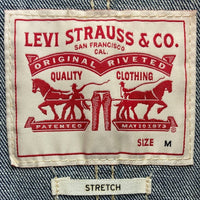 LEVI STRAUSS & CO.
SAN FRANCISCO
CAL.
ORIGINAL RIVETED
QUALITY CLOTHING
PATENTED MAY 20 1873
SIZE M
STRETCH